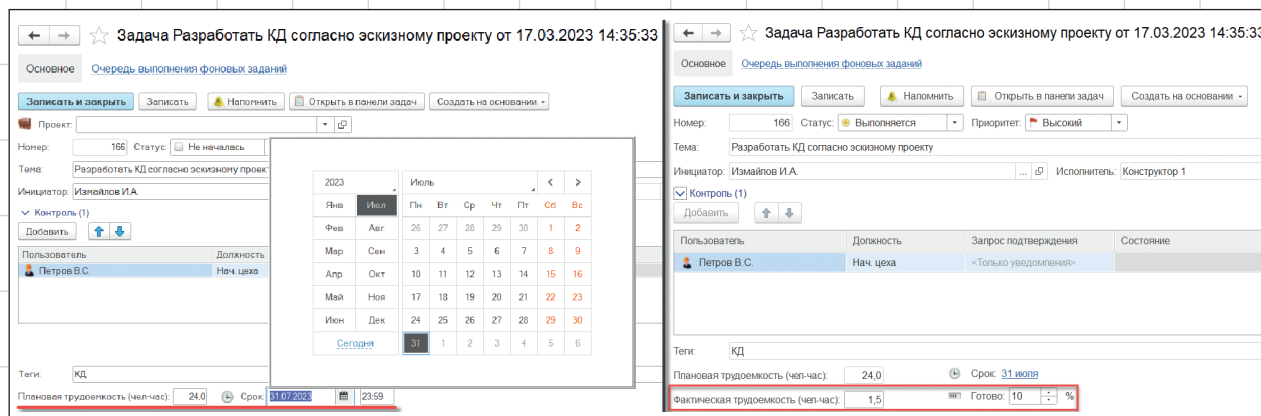 Задача Разработать КД согласно эскизному проекту от 17.03.2023 14:35:33
Основное Очередь выполнения фоновых заданий
Записать и закрыть Записать Напомнить Открыть в панели задач Создать на основании
Проект:
Номер: 166 Статус: Не началась
Тема: Разработать КД согласно эскизному проект
Инициатор: Измайлов И.А.
Контроль (1)
Добавить
Пользователь Должность
Петров В.С. Нач. цеха
Теги: КД
Плановая трудоемкость (чел-час): 24,0 Срок: 31.07.2023 23:59
2023 Июль
Янв Июл Пн Вт Ср Чт Пт Сб Вс
Фев Авг 26 27 28 29 30 1 2
Мар Сен 3 4 5 6 7 8 9
Апр Окт 10 11 12 13 14 15 16
Май Ноя 17 18 19 20 21 22 23
Июн Дек 24 25 26 27 28 29 30
Сегодня 31 1 2 3 4 5 6
Задача Разработать КД согласно эскизному проекту от 17.03.2023 14:35:33
Основное Очередь выполнения фоновых заданий
Записать и закрыть Записать Напомнить Открыть в панели задач Создать на основании
Номер: 166 Статус: Выполняется Приоритет: Высокий
Тема: Разработать КД согласно эскизному проекту
Инициатор: Измайлов И.А. ... Исполнитель: Конструктор 1
Контроль (1)
Добавить
Пользователь Должность Запрос подтверждения Состояние
Петров В.С. Нач. цеха <Только уведомления>
Теги: КД
Плановая трудоемкость (чел-час): 24,0 Срок: 31 июля
Фактическая трудоемкость (чел-час): 1,5 Готово: 10 %